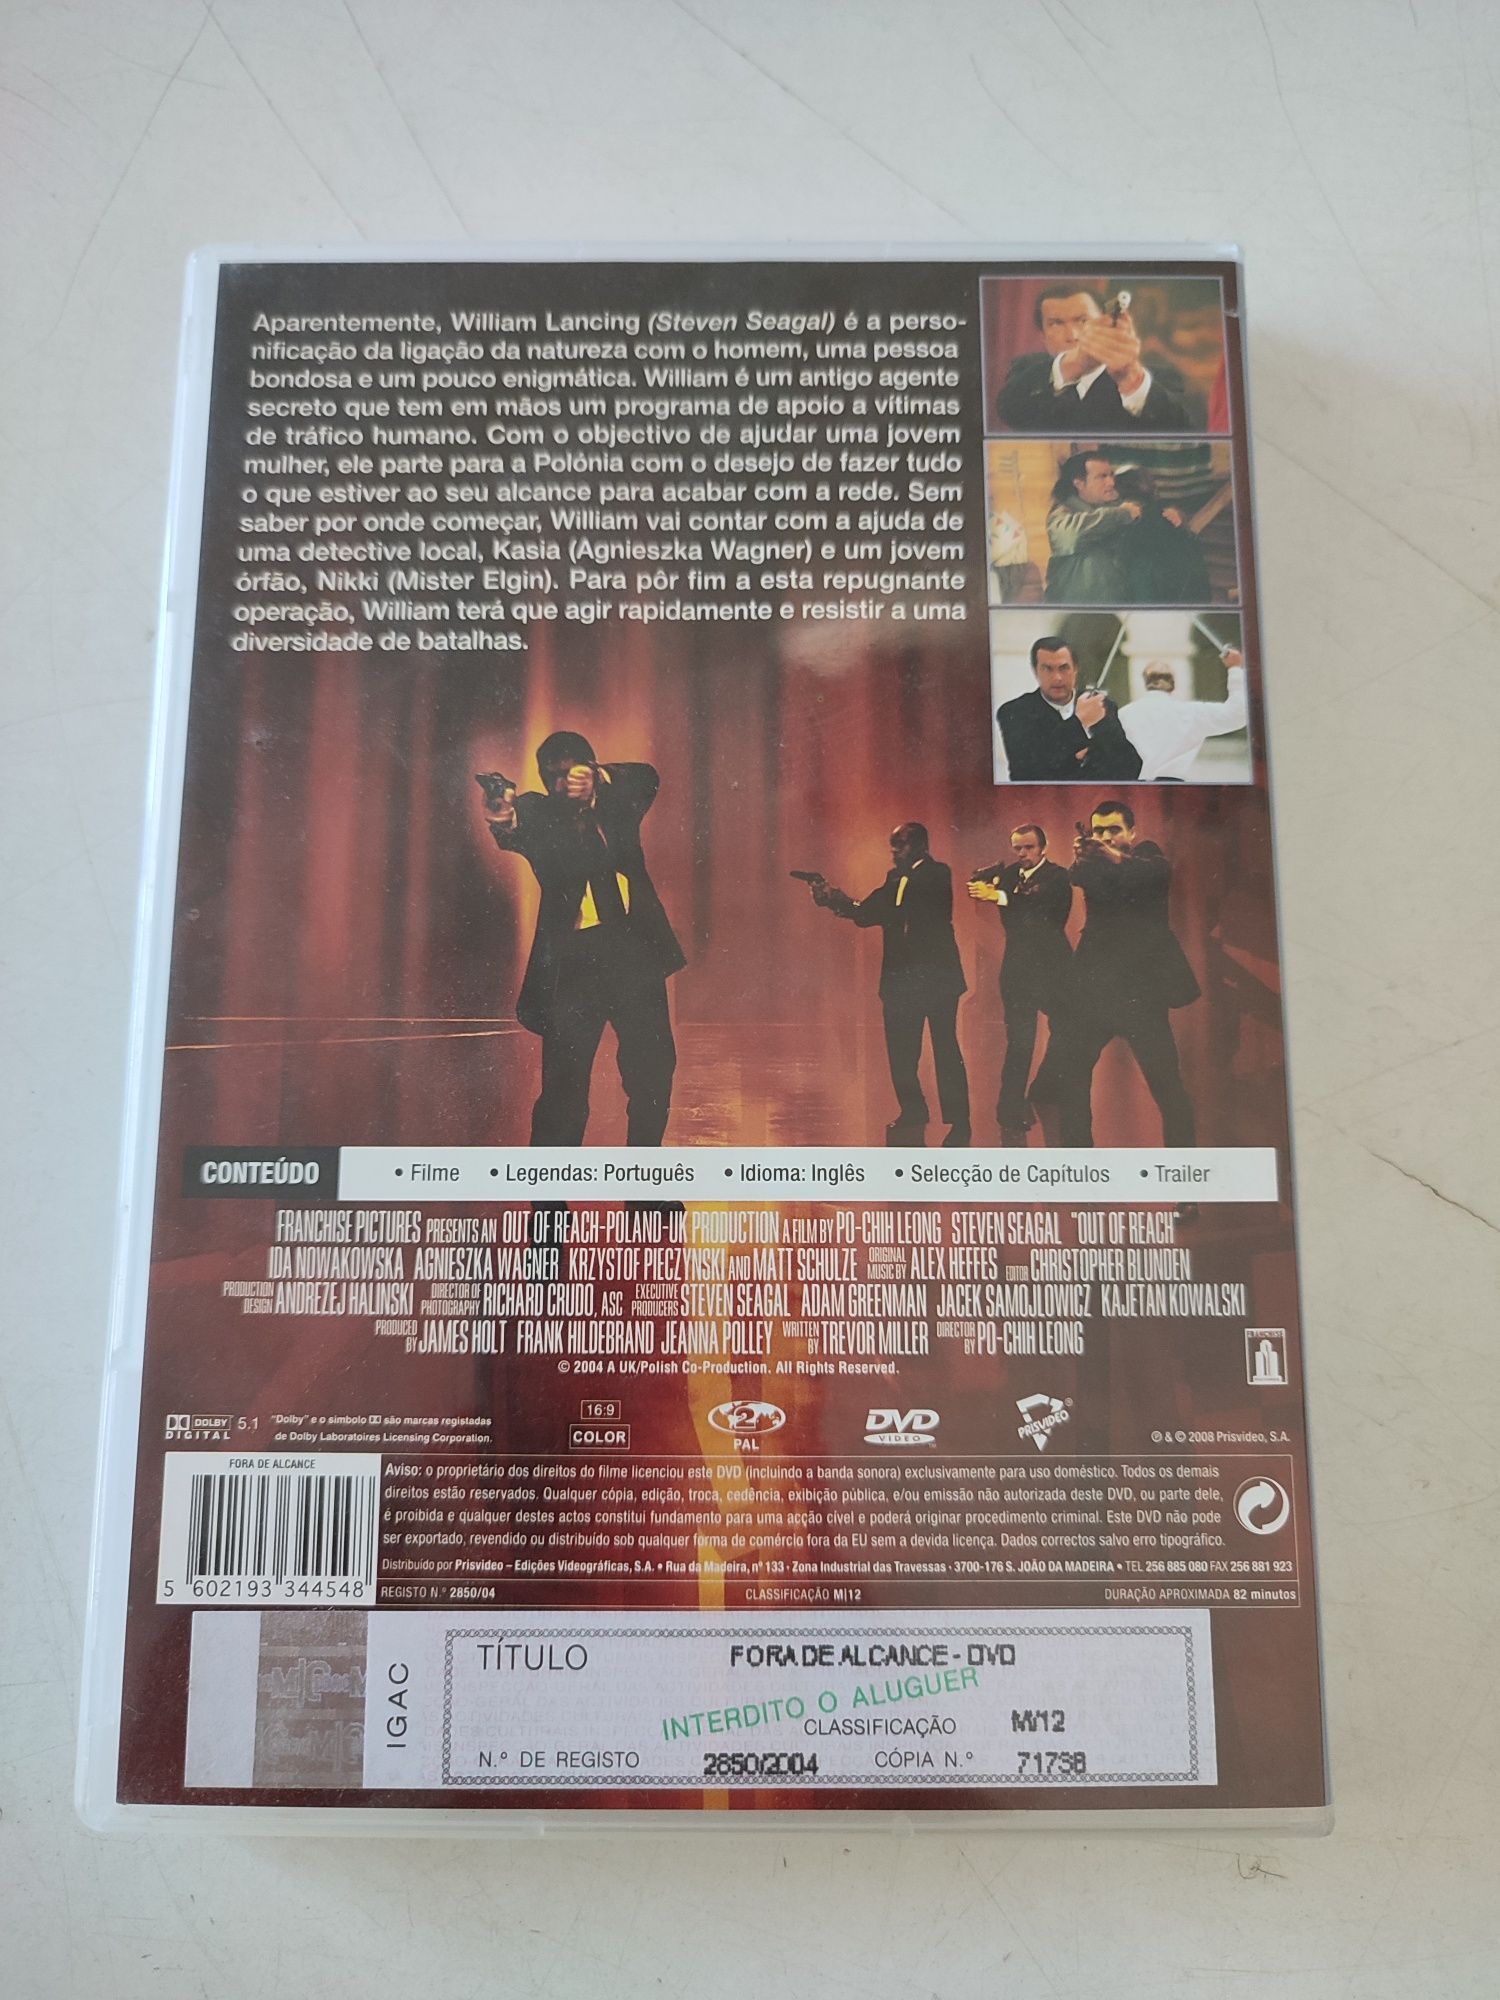 Aparentemente, William Lancing (Steven Seagal) é a perso-
nificação da ligação da natureza com o homem, uma pessoa
bondosa e um pouco enigmática. William é um antigo agente
secreto que tem em mãos um programa de apoio a vítimas
de tráfico humano. Com o objectivo de ajudar uma jovem
mulher, ele parte para a Polónia com o desejo de fazer tudo
o que estiver ao seu alcance para acabar com a rede. Sem
saber por onde começar, William vai contar com a ajuda de
uma detective local, Kasia (Agnieszka Wagner) e um jovem
órfão, Nikki (Mister Elgin). Para pôr fim a esta repugnante
operação, William terá que agir rapidamente e resistir a uma
diversidade de batalhas.
CONTEÚDO • Filme • Legendas: Português • Idioma: Inglês • Selecção de Capítulos • Trailer
FRANCHISE PICTURES PRESENTS AN OUT OF REACH-POLAND-UK PRODUCTION A FILM BY PO-CHIH LEONG STEVEN SEAGAL "OUT OF REACH"
IDA NOWAKOWSKA AGNIESZKA WAGNER KRZYSTOF PIECZYNSKI AND MATT SCHULZE ORIGINAL MUSIC BY ALEX HEFFES EDITOR CHRISTOPHER BLUNDEN
PRODUCTION DESIGN ANDREZEJ HALINSKI DIRECTOR OF PHOTOGRAPHY RICHARD CRUDO, ASC EXECUTIVE PRODUCERS STEVEN SEAGAL ADAM GREENMAN JACEK SAMOJLOWICZ KAJETAN KOWALSKI
PRODUCED BY JAMES HOLT FRANK HILDEBRAND JEANNA POLLEY WRITTEN BY TREVOR MILLER DIRECTOR BY PO-CHIH LEONG
© 2004 A UK/Polish Co-Production. All Rights Reserved.
FRANCHISE
DOLBY DIGITAL 5.1
"Dolby" e o símbolo DD são marcas registadas
de Dolby Laboratoires Licensing Corporation.
16:9
COLOR
2
PAL
DVD
VIDEO
PRISVIDEO®
℗ & © 2008 Prisvideo, S.A.
FORA DE ALCANCE
5 602193 344548
Aviso: o proprietário dos direitos do filme licenciou este DVD (incluindo a banda sonora) exclusivamente para uso doméstico. Todos os demais
direitos estão reservados. Qualquer cópia, edição, troca, cedência, exibição pública, e/ou emissão não autorizada deste DVD, ou parte dele,
é proibida e qualquer destes actos constitui fundamento para uma acção cível e poderá originar procedimento criminal. Este DVD não pode
ser exportado, revendido ou distribuído sob qualquer forma de comércio fora da EU sem a devida licença. Dados correctos salvo erro tipográfico.
Distribuído por Prisvideo – Edições Videográficas, S.A. • Rua da Madeira, nº 133 · Zona Industrial das Travessas · 3700-176 S. JOÃO DA MADEIRA • TEL 256 885 080 FAX 256 881 923
REGISTO N.º 2850/04 CLASSIFICAÇÃO M|12 DURAÇÃO APROXIMADA 82 minutos
IGAC
TÍTULO FORA DE ALCANCE - DVD
INTERDITO O ALUGUER
CLASSIFICAÇÃO M/12
N.º DE REGISTO 2850/2004 CÓPIA N.º 71738